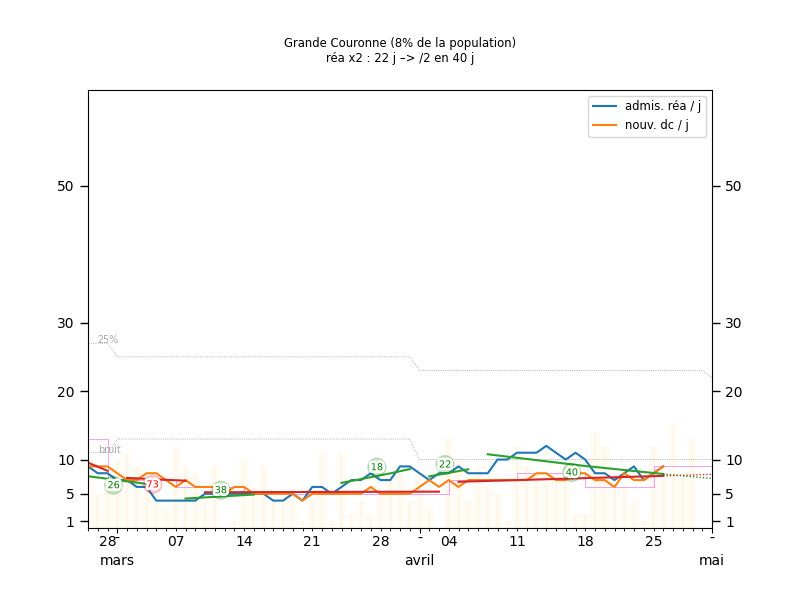 Grande Couronne (8% de la population)
réa x2 : 22 j –> /2 en 40 j
admis. réa / j
nouv. dc / j
50 50
30 30
25%
20 20
bruit
10 10
18 22 40
26 73 38
5 5
1 1
28 - 07 14 21 28 - 04 11 18 25 -
mars avril mai